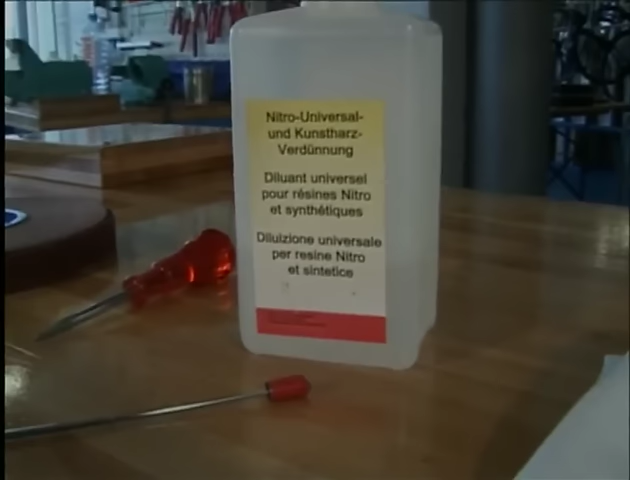 Nitro-Universal-
und Kunstharz-
Verdünnung
Diluant universel
pour résines Nitro
et synthétiques
Diluizione universale
per resine Nitro
et sintetice